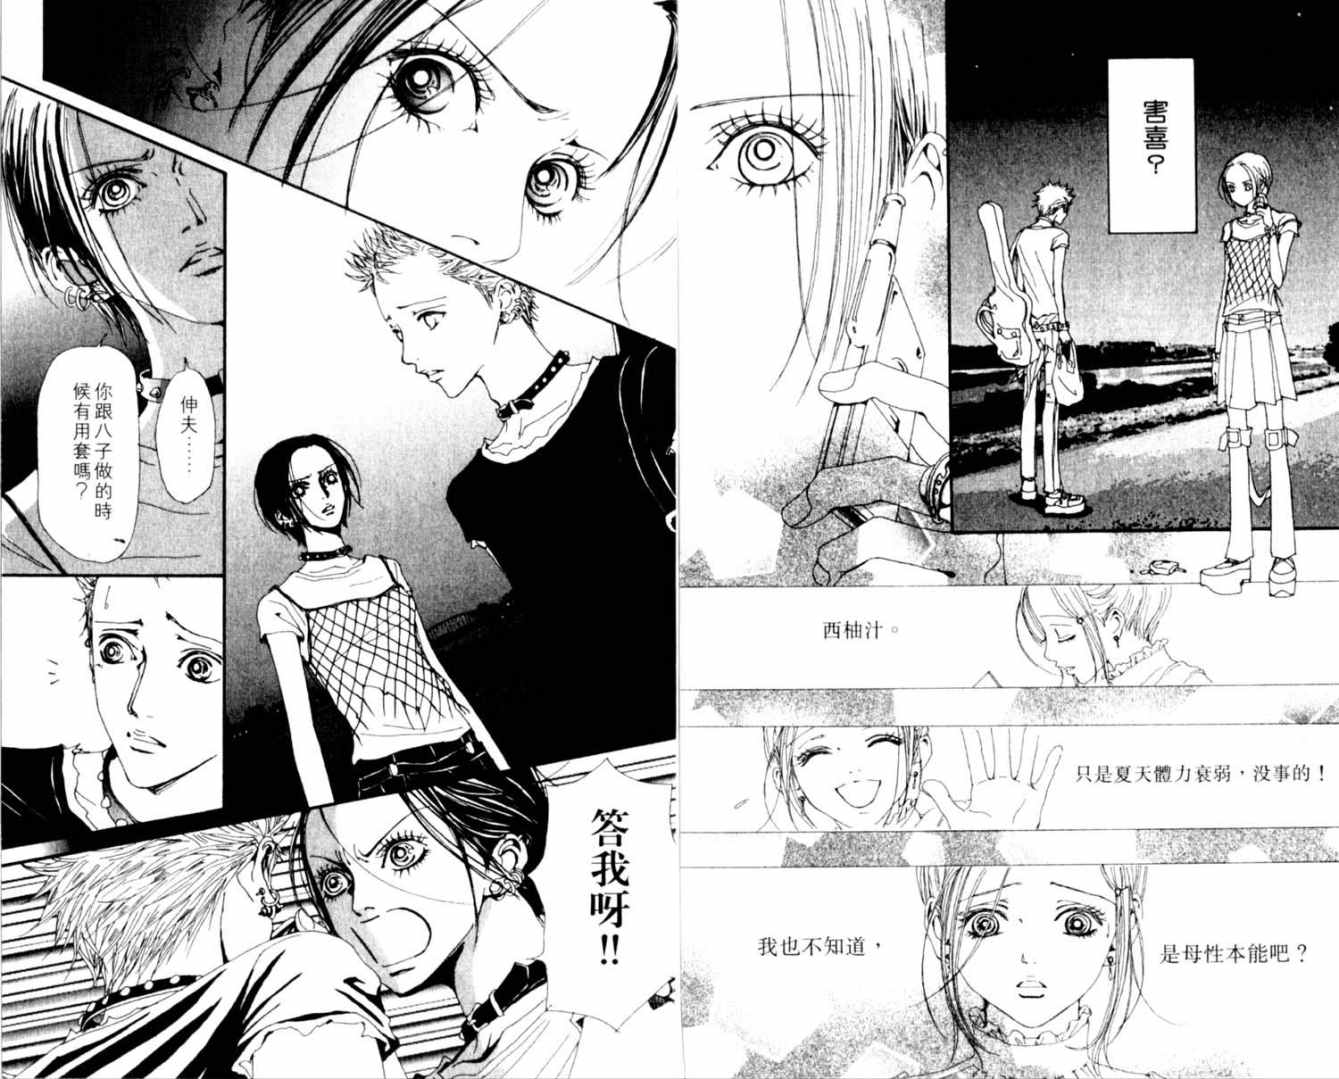 害喜？
西柚汁。
只是夏天體力衰弱，没事的！
我也不知道，
是母性本能吧？
伸夫……
你跟八子做的時
候有用套嗎？
答我呀!!